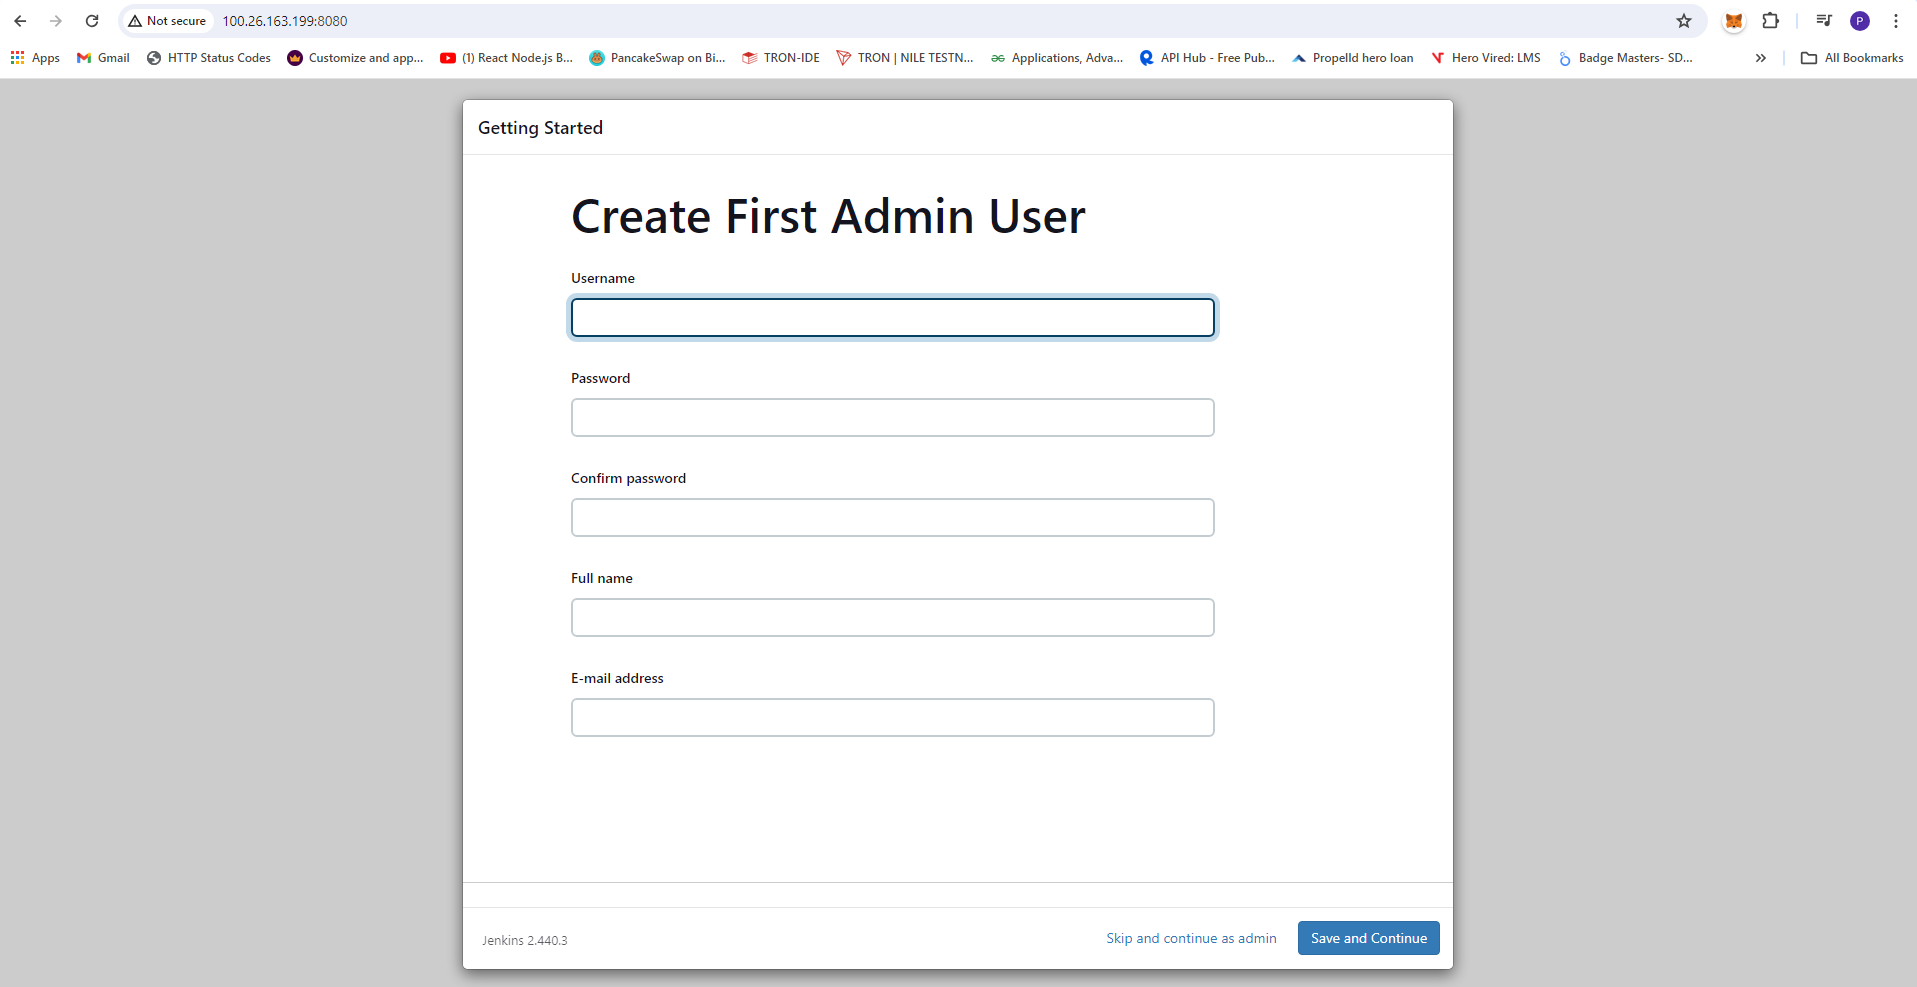 Not secure 100.26.163.199:8080
Apps Gmail HTTP Status Codes Customize and app... (1) React Node.js B... PancakeSwap on Bi... TRON-IDE TRON | NILE TESTN... Applications, Adva... API Hub - Free Pub... Propelld hero loan Hero Vired: LMS Badge Masters- SD... » All Bookmarks
Getting Started
Create First Admin User
Username
Password
Confirm password
Full name
E-mail address
Jenkins 2.440.3 Skip and continue as admin Save and Continue
P